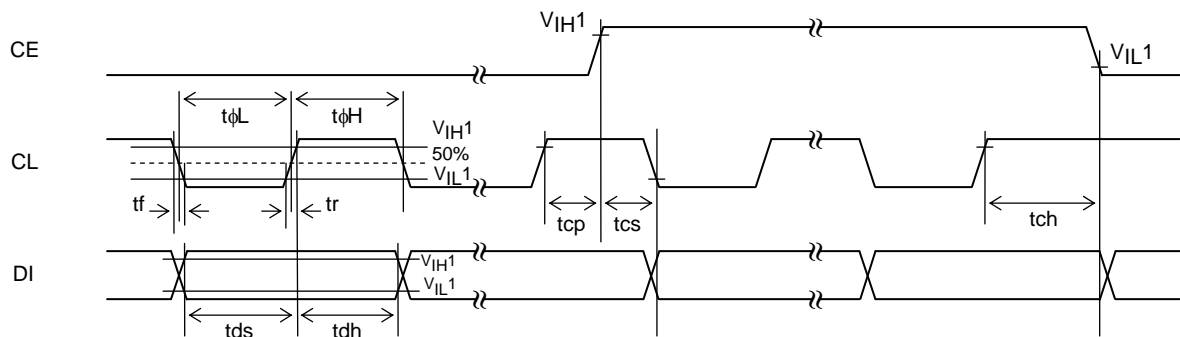 CE
VIH1
VIL1
tϕL
tϕH
VIH1
50%
VIL1
CL
tf
tr
tcp
tcs
tch
DI
VIH1
VIL1
tds
tdh